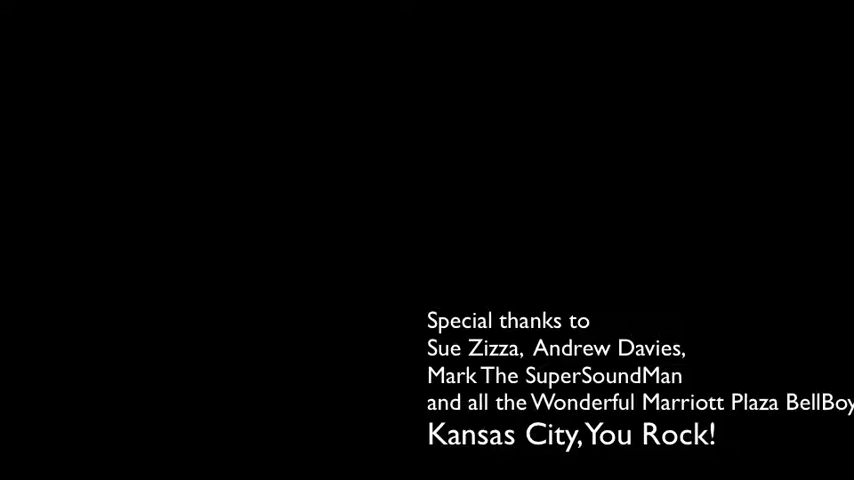 Special thanks to
Sue Zizza, Andrew Davies,
Mark The SuperSoundMan
and all the Wonderful Marriott Plaza BellBoy
Kansas City, You Rock!